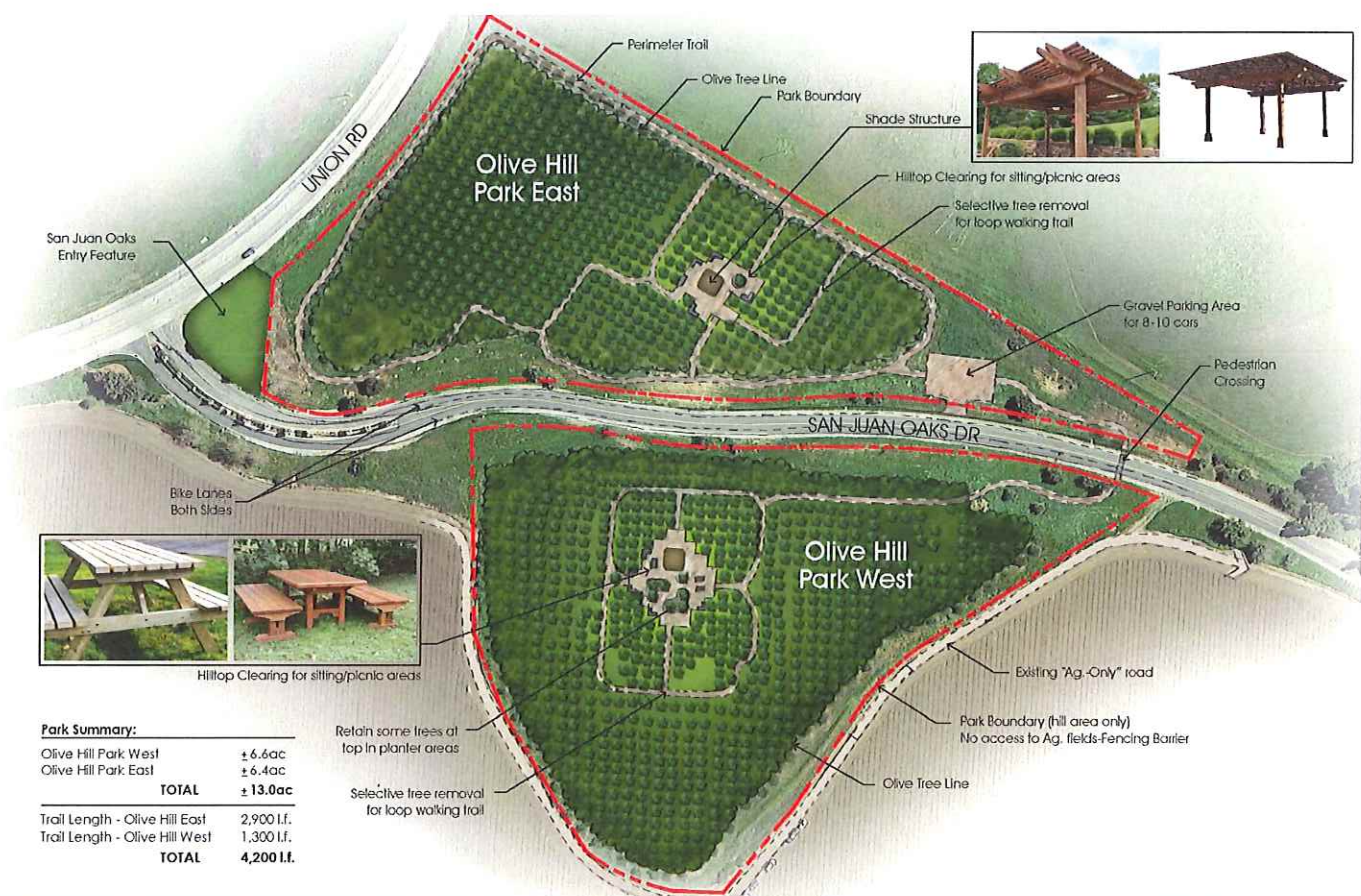 Perimeter Trail
Olive Tree Line
Park Boundary
Shade Structure
UNION RD
Olive Hill
Park East
Hilltop Clearing for sitting/picnic areas
Selective tree removal
for loop walking trail
San Juan Oaks
Entry Feature
Gravel Parking Area
for 8-10 cars
Pedestrian
Crossing
SAN JUAN OAKS DR
Bike Lanes
Both Sides
Olive Hill
Park West
Hilltop Clearing for sitting/picnic areas
Existing "Ag.-Only" road
Park Boundary (hill area only)
No access to Ag. fields-Fencing Barrier
Retain some trees at
top in planter areas
Olive Tree Line
Selective tree removal
for loop walking trail
Park Summary:
Olive Hill Park West ±6.6ac
Olive Hill Park East ±6.4ac
TOTAL ±13.0ac
Trail Length - Olive Hill East 2,900 l.f.
Trail Length - Olive Hill West 1,300 l.f.
TOTAL 4,200 l.f.